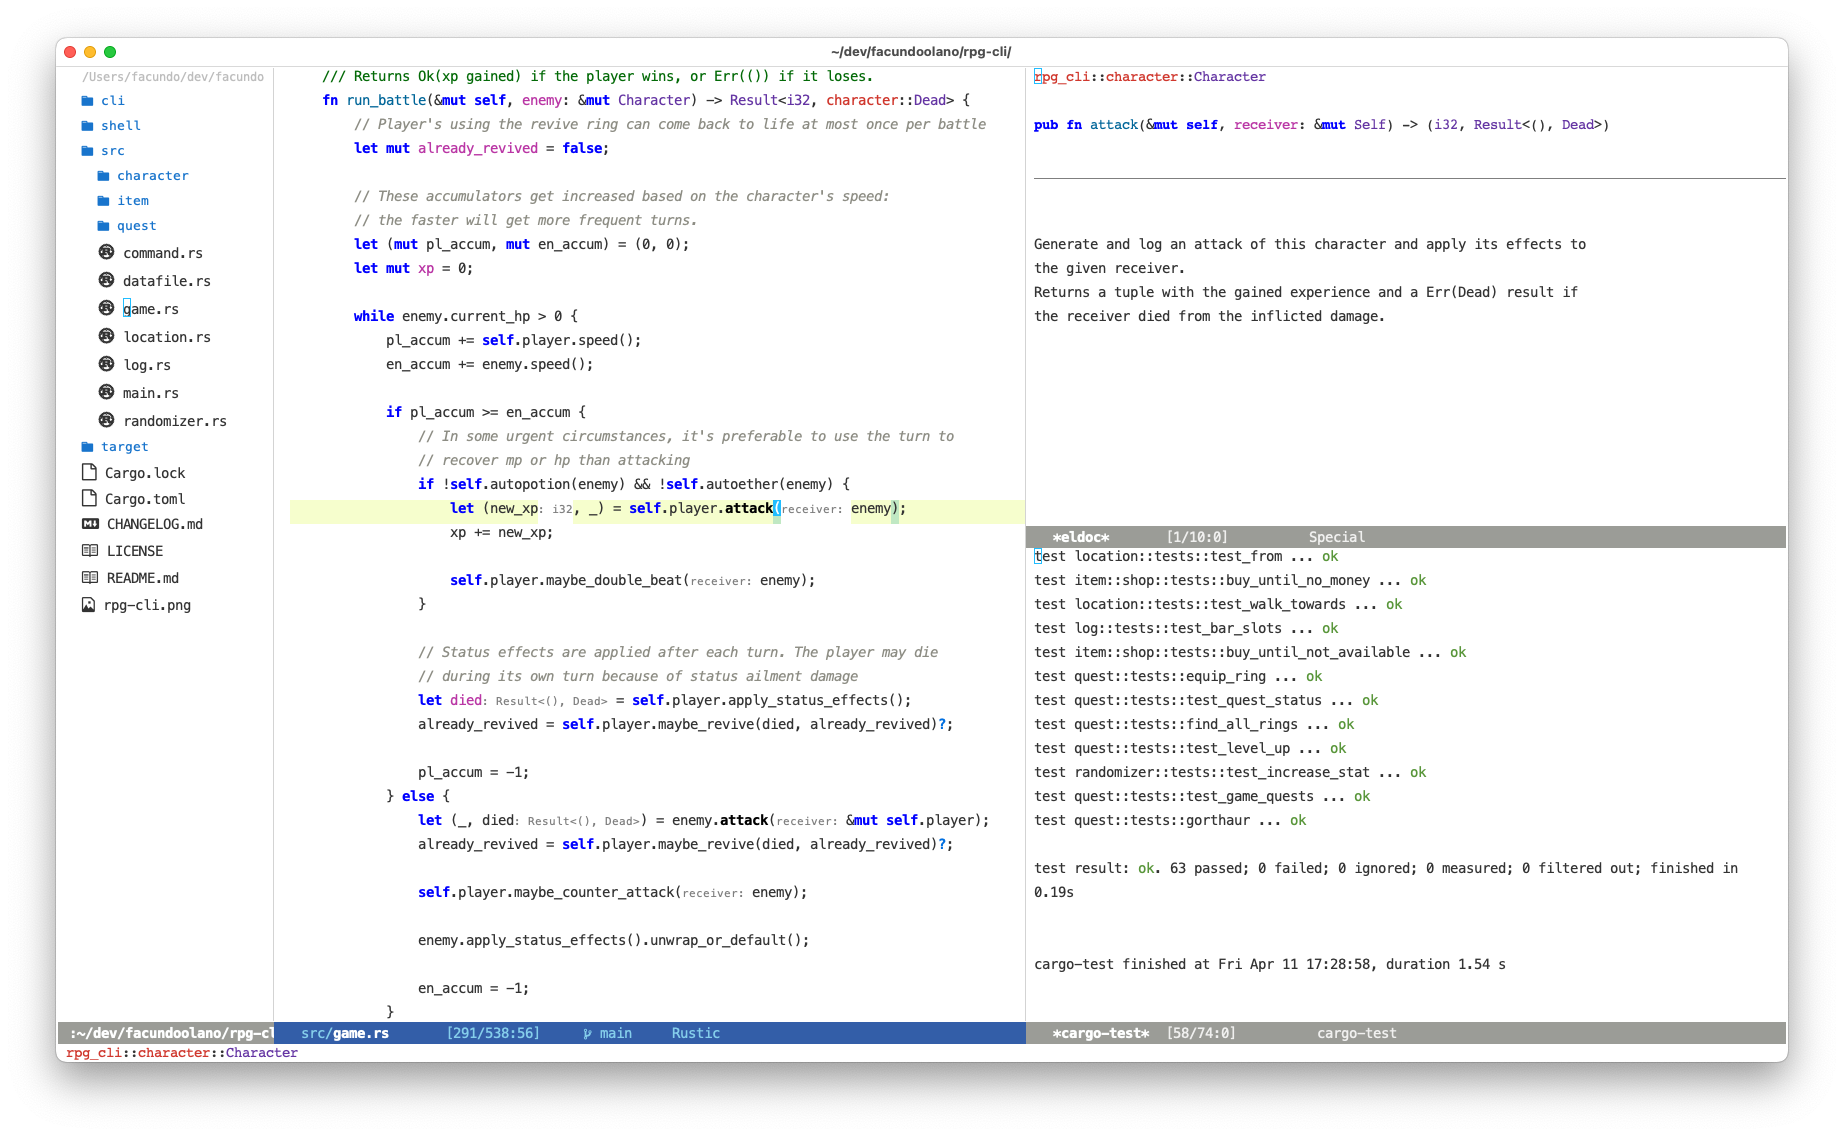 ~/dev/facundoolano/rpg-cli/
/Users/facundo/dev/facundo
cli
shell
src
character
item
quest
command.rs
datafile.rs
game.rs
location.rs
log.rs
main.rs
randomizer.rs
target
Cargo.lock
Cargo.toml
CHANGELOG.md
LICENSE
README.md
rpg-cli.png
:~/dev/facundoolano/rpg-cl
/// Returns Ok(xp gained) if the player wins, or Err(()) if it loses.
fn run_battle(&mut self, enemy: &mut Character) -> Result<i32, character::Dead> {
// Player's using the revive ring can come back to life at most once per battle
let mut already_revived = false;
// These accumulators get increased based on the character's speed:
// the faster will get more frequent turns.
let (mut pl_accum, mut en_accum) = (0, 0);
let mut xp = 0;
while enemy.current_hp > 0 {
pl_accum += self.player.speed();
en_accum += enemy.speed();
if pl_accum >= en_accum {
// In some urgent circumstances, it's preferable to use the turn to
// recover mp or hp than attacking
if !self.autopotion(enemy) && !self.autoether(enemy) {
let (new_xp: i32, _) = self.player.attack(receiver: enemy);
xp += new_xp;
self.player.maybe_double_beat(receiver: enemy);
}
// Status effects are applied after each turn. The player may die
// during its own turn because of status ailment damage
let died: Result<(), Dead> = self.player.apply_status_effects();
already_revived = self.player.maybe_revive(died, already_revived)?;
pl_accum = -1;
} else {
let (_, died: Result<(), Dead>) = enemy.attack(receiver: &mut self.player);
already_revived = self.player.maybe_revive(died, already_revived)?;
self.player.maybe_counter_attack(receiver: enemy);
enemy.apply_status_effects().unwrap_or_default();
en_accum = -1;
}
src/game.rs [291/538:56] main Rustic
rpg_cli::character::Character
pub fn attack(&mut self, receiver: &mut Self) -> (i32, Result<(), Dead>)
Generate and log an attack of this character and apply its effects to
the given receiver.
Returns a tuple with the gained experience and a Err(Dead) result if
the receiver died from the inflicted damage.
*eldoc* [1/10:0] Special
test location::tests::test_from ... ok
test item::shop::tests::buy_until_no_money ... ok
test location::tests::test_walk_towards ... ok
test log::tests::test_bar_slots ... ok
test item::shop::tests::buy_until_not_available ... ok
test quest::tests::equip_ring ... ok
test quest::tests::test_quest_status ... ok
test quest::tests::find_all_rings ... ok
test quest::tests::test_level_up ... ok
test randomizer::tests::test_increase_stat ... ok
test quest::tests::test_game_quests ... ok
test quest::tests::gorthaur ... ok
test result: ok. 63 passed; 0 failed; 0 ignored; 0 measured; 0 filtered out; finished in
0.19s
cargo-test finished at Fri Apr 11 17:28:58, duration 1.54 s
*cargo-test* [58/74:0] cargo-test
rpg_cli::character::Character